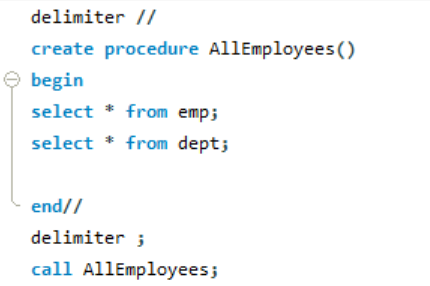 delimiter //
create procedure AllEmployees()
begin
select * from emp;
select * from dept;
end//
delimiter ;
call AllEmployees;